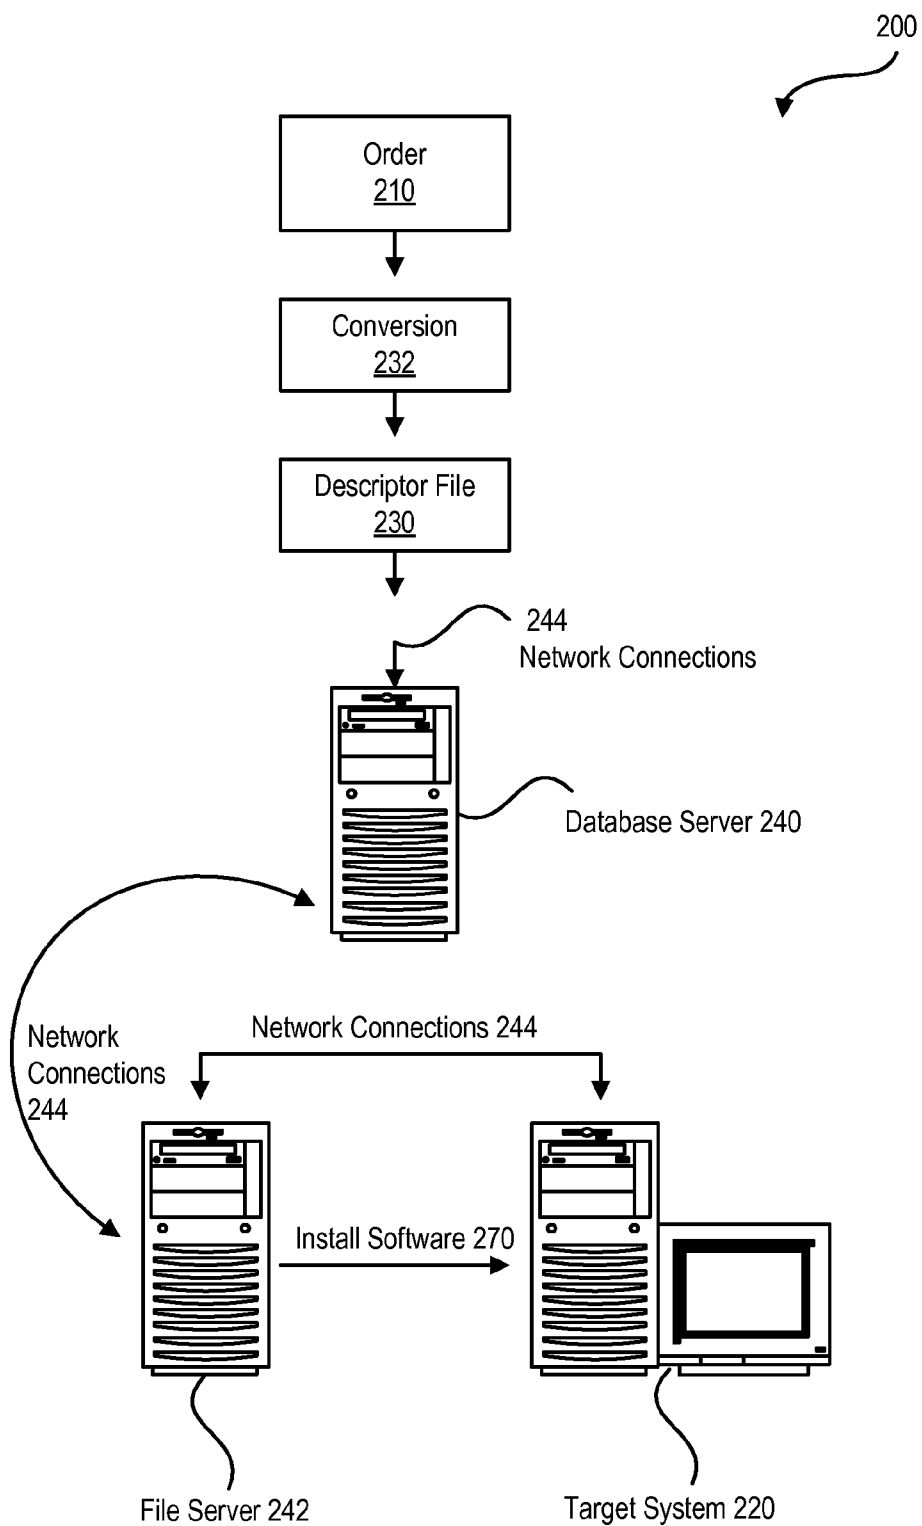 200
Order
210
Conversion
232
Descriptor File
230
244
Network Connections
Database Server 240
Network Connections 244
Network
Connections
244
Install Software 270
File Server 242
Target System 220